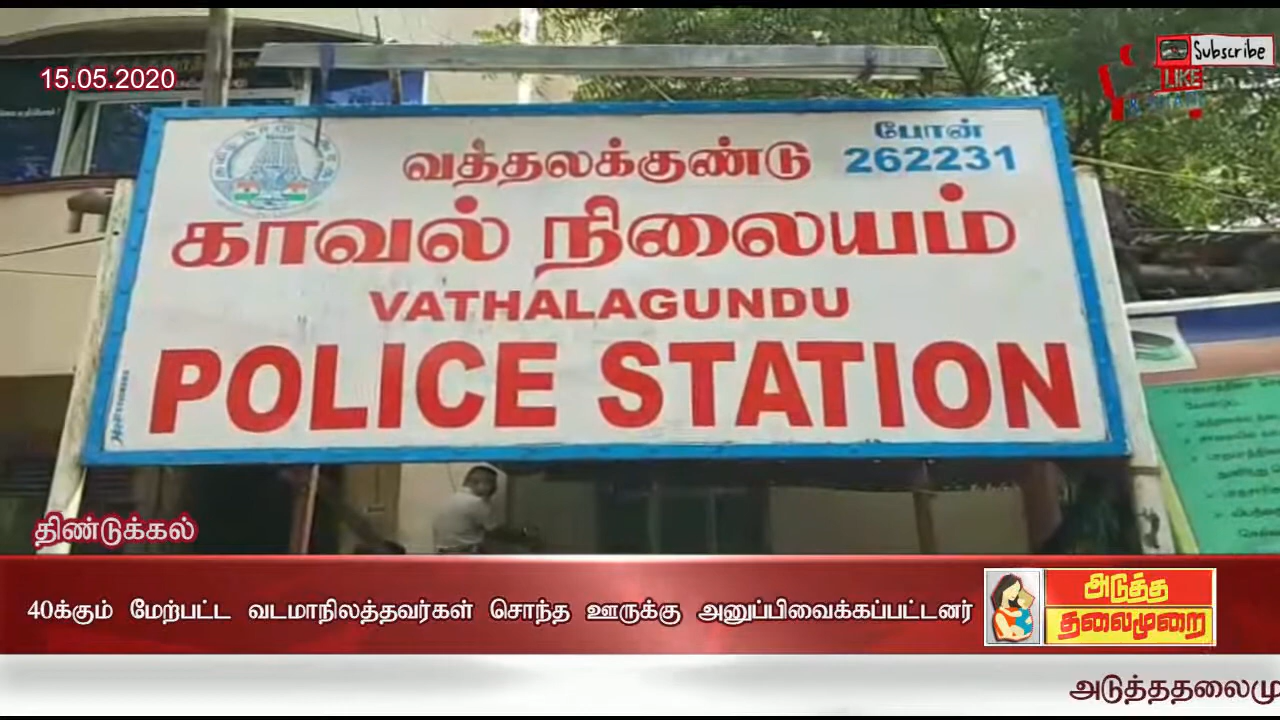 15.05.2020
Subscribe
LIKE
போன்
262231
வத்தலக்குண்டு
காவல் நிலையம்
VATHALAGUNDU
POLICE STATION
திண்டுக்கல்
40க்கும் மேற்பட்ட வடமாநிலத்தவர்கள் சொந்த ஊருக்கு அனுப்பிவைக்கப்பட்டனர்
அடுத்த
தலைமுறை
அடுத்ததலைமு